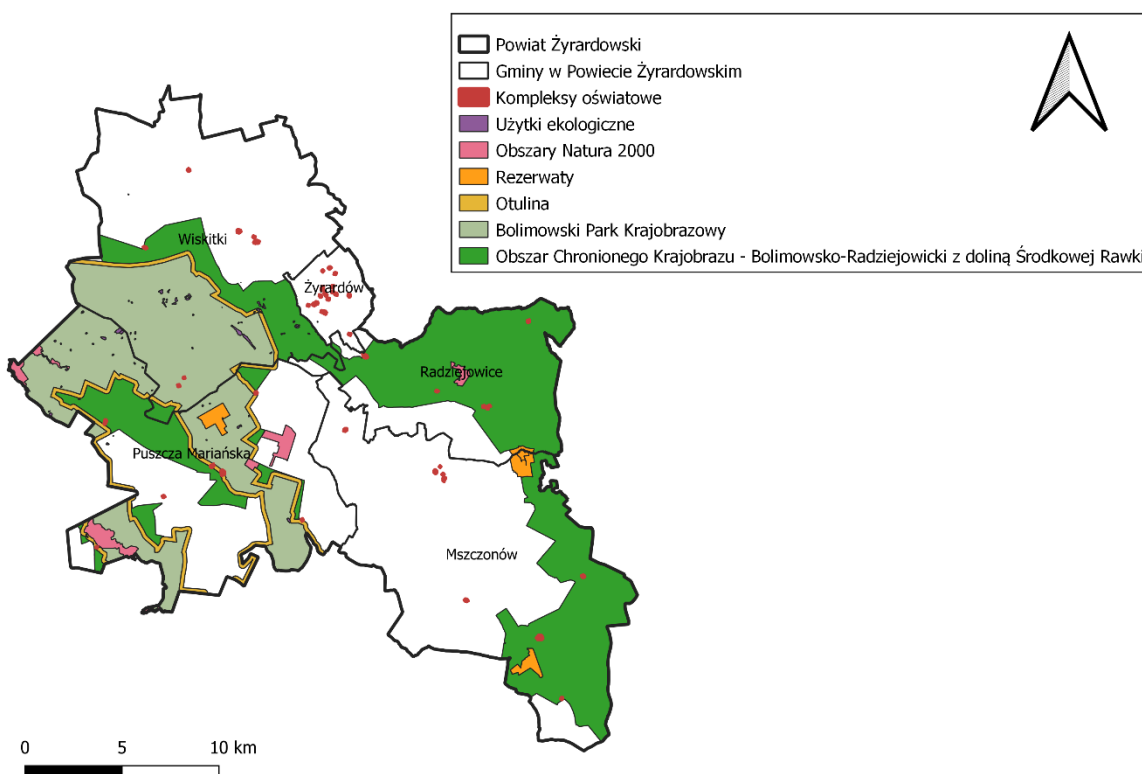 Powiat Żyrardowski
Gminy w Powiecie Żyrardowskim
Kompleksy oświatowe
Użytki ekologiczne
Obszary Natura 2000
Rezerwaty
Otulina
Bolimowski Park Krajobrazowy
Obszar Chronionego Krajobrazu - Bolimowsko-Radziejowicki z doliną Środkowej Rawki
Wiskitki
Żyrardów
Radziejowice
Puszcza Mariańska
Mszczonów
0 5 10 km